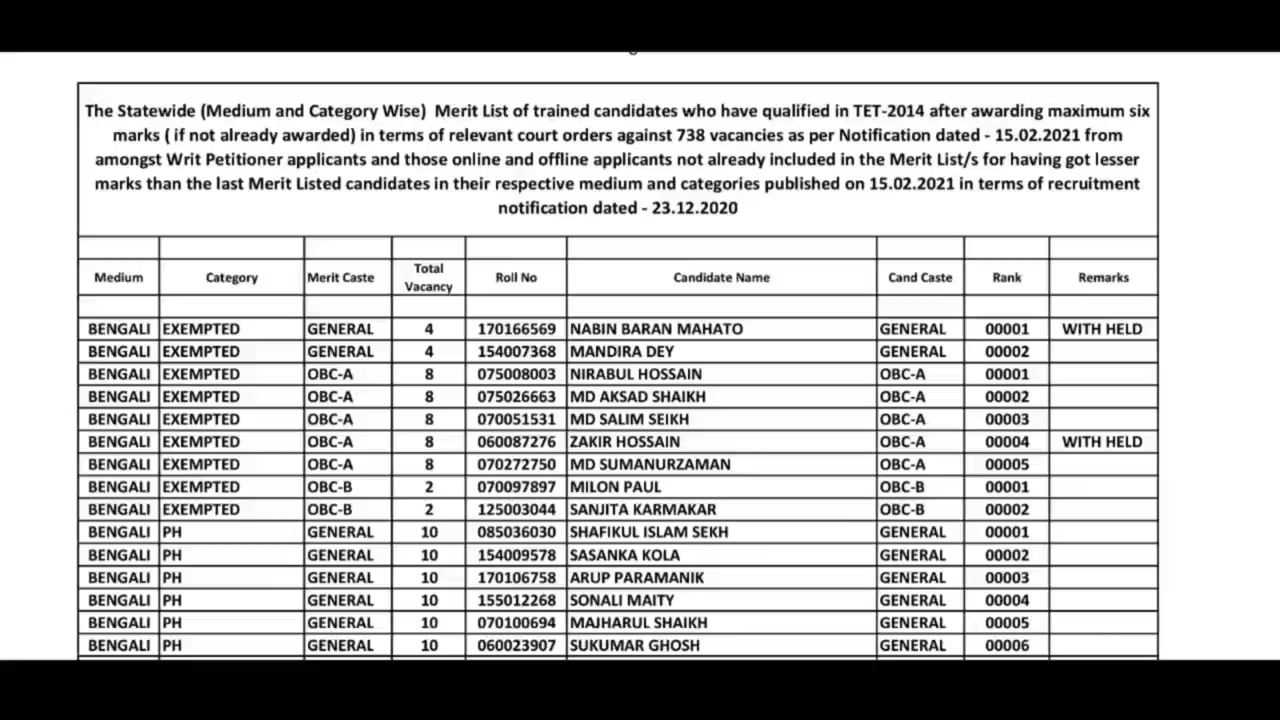 The Statewide (Medium and Category Wise) Merit List of trained candidates who have qualified in TET-2014 after awarding maximum six
marks ( if not already awarded) in terms of relevant court orders against 738 vacancies as per Notification dated - 15.02.2021 from
amongst Writ Petitioner applicants and those online and offline applicants not already included in the Merit List/s for having got lesser
marks than the last Merit Listed candidates in their respective medium and categories published on 15.02.2021 in terms of recruitment
notification dated - 23.12.2020
Medium Category Merit Caste Total Vacancy Roll No Candidate Name Cand Caste Rank Remarks
BENGALI EXEMPTED GENERAL 4 170166569 NABIN BARAN MAHATO GENERAL 00001 WITH HELD
BENGALI EXEMPTED GENERAL 4 154007368 MANDIRA DEY GENERAL 00002
BENGALI EXEMPTED OBC-A 8 075008003 NIRABUL HOSSAIN OBC-A 00001
BENGALI EXEMPTED OBC-A 8 075026663 MD AKSAD SHAIKH OBC-A 00002
BENGALI EXEMPTED OBC-A 8 070051531 MD SALIM SEIKH OBC-A 00003
BENGALI EXEMPTED OBC-A 8 060087276 ZAKIR HOSSAIN OBC-A 00004 WITH HELD
BENGALI EXEMPTED OBC-A 8 070272750 MD SUMANURZAMAN OBC-A 00005
BENGALI EXEMPTED OBC-B 2 070097897 MILON PAUL OBC-B 00001
BENGALI EXEMPTED OBC-B 2 125003044 SANJITA KARMAKAR OBC-B 00002
BENGALI PH GENERAL 10 085036030 SHAFIKUL ISLAM SEKH GENERAL 00001
BENGALI PH GENERAL 10 154009578 SASANKA KOLA GENERAL 00002
BENGALI PH GENERAL 10 170106758 ARUP PARAMANIK GENERAL 00003
BENGALI PH GENERAL 10 155012268 SONALI MAITY GENERAL 00004
BENGALI PH GENERAL 10 070100694 MAJHARUL SHAIKH GENERAL 00005
BENGALI PH GENERAL 10 060023907 SUKUMAR GHOSH GENERAL 00006